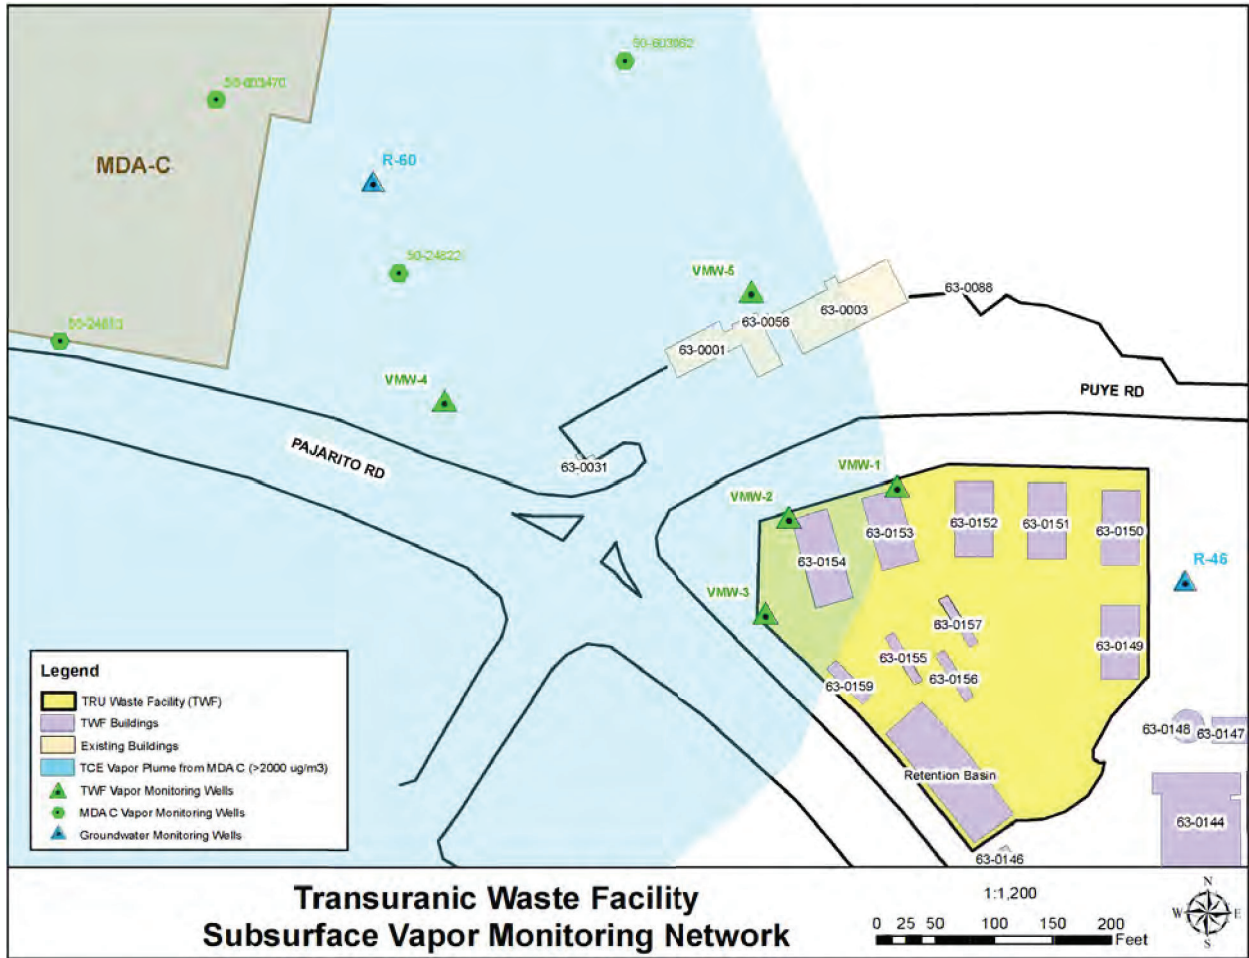 50-603062
50-603470
MDA-C
R-60
50-24822
VMW-5
63-0088
63-0003
63-0056
63-0001
VMW-4
PUYE RD
PAJARITO RD
63-0031
VMW-1
VMW-2
63-0154
63-0153
63-0152
63-0151
63-0150
R-46
VMW-3
63-0157
63-0149
63-0155
63-0156
63-0159
63-0148
63-0147
Retention Basin
63-0144
63-0146
Legend
TRU Waste Facility (TWF)
TWF Buildings
Existing Buildings
TCE Vapor Plume from MDA C (>2000 ug/m3)
TWF Vapor Monitoring Wells
MDA C Vapor Monitoring Wells
Groundwater Monitoring Wells
Transuranic Waste Facility
Subsurface Vapor Monitoring Network
1:1,200
0 25 50 100 150 200
Feet
N
W E
S